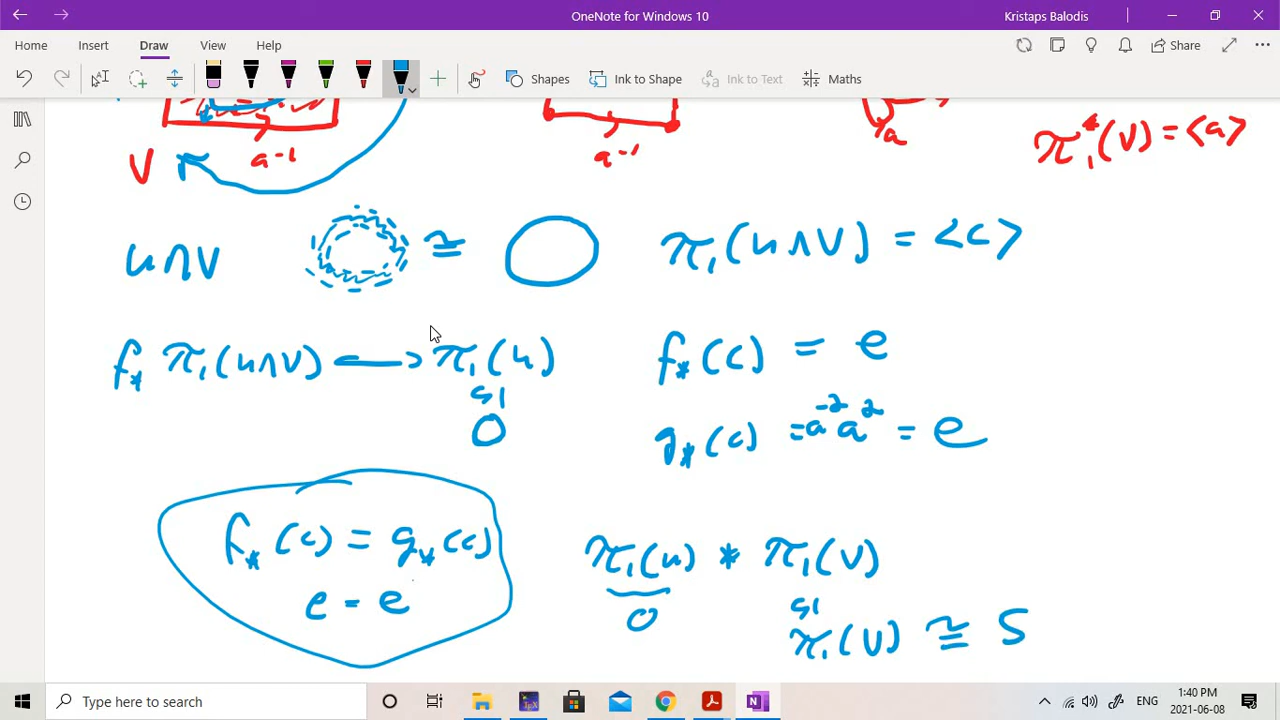 OneNote for Windows 10
Kristaps Balodis
Home Insert Draw View Help Share
Shapes Ink to Shape Ink to Text Maths
V a-1 a-1 a π₁(V) = <a>
u∩V ≅ π₁(u∩V) = <c>
f* π₁(u∩V) ⟶ π₁(u) f*(c) = e
0 g*(c) = a⁻² a² = e
f*(c) = g*(c) π₁(u) * π₁(V)
e = e 0
π₁(V) ≅ S
Type here to search
ENG 1:40 PM
2021-06-08